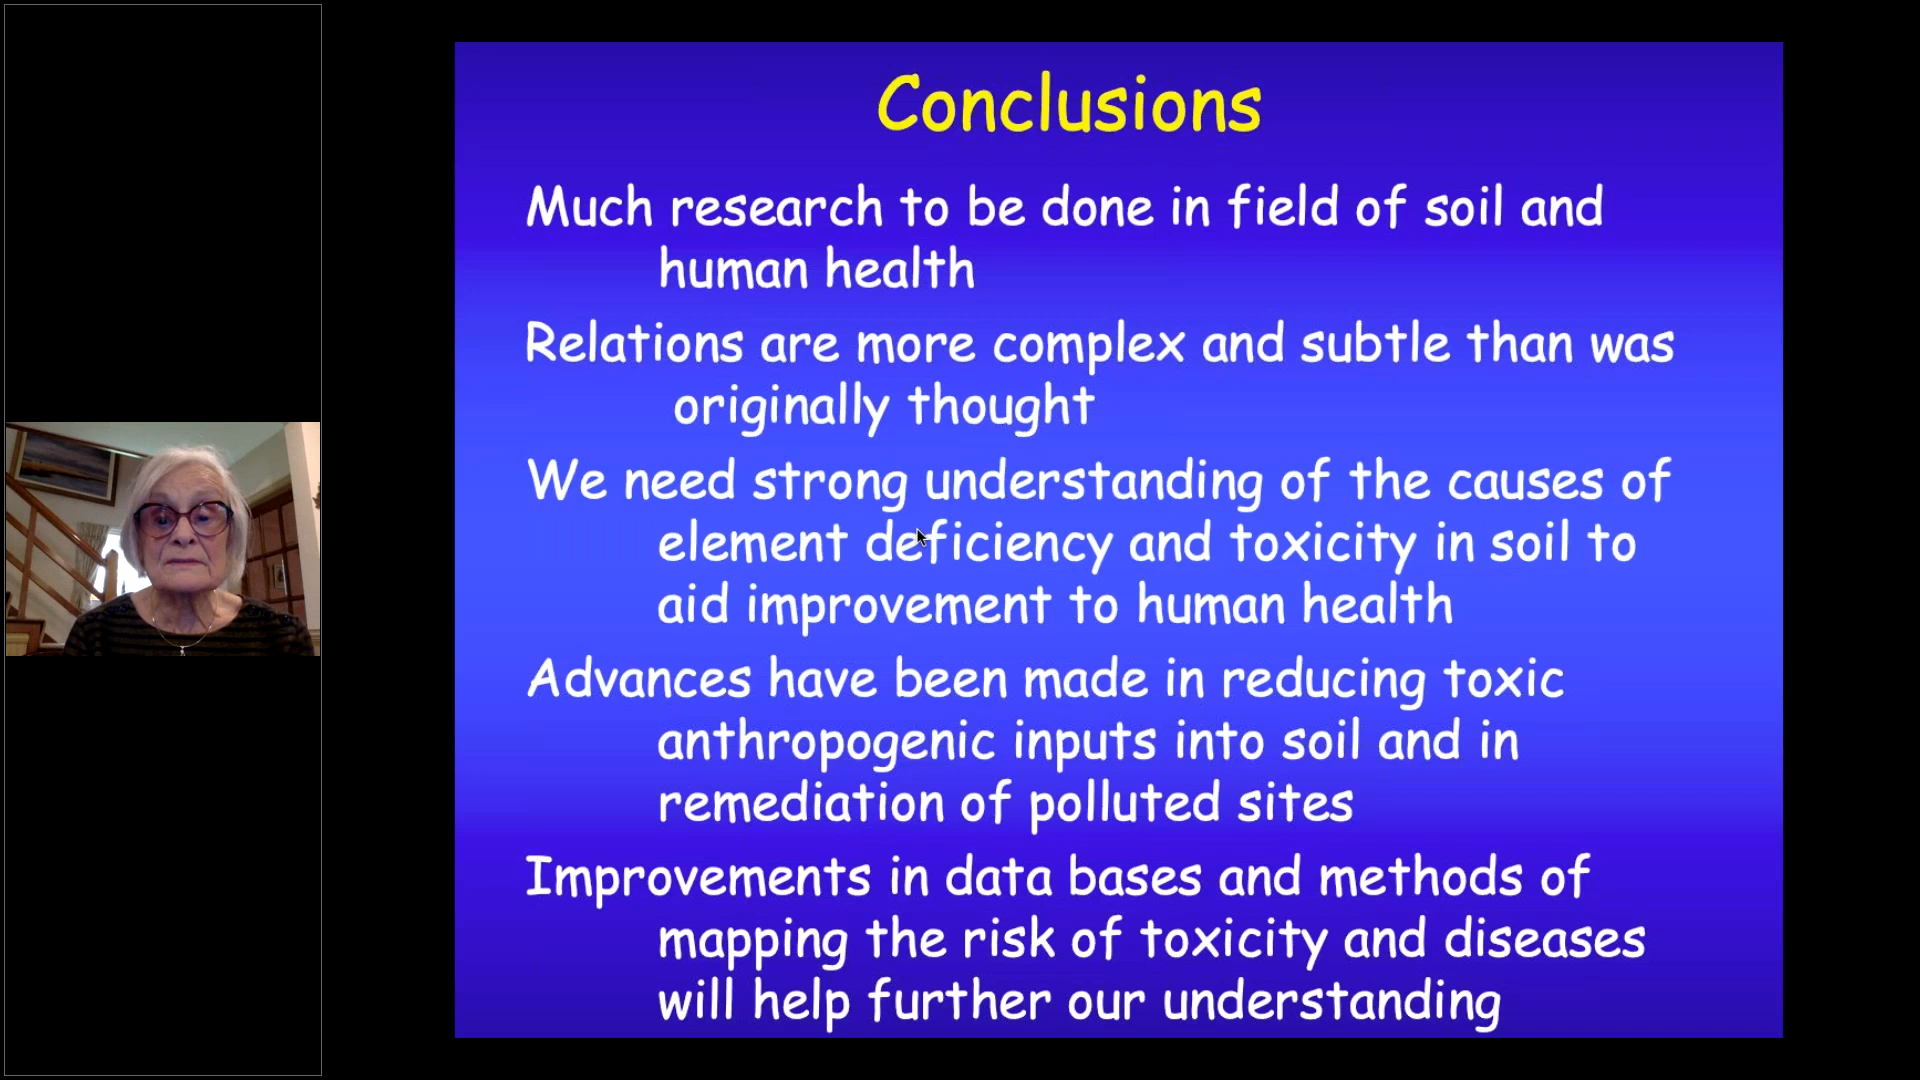 Conclusions
Much research to be done in field of soil and
human health
Relations are more complex and subtle than was
originally thought
We need strong understanding of the causes of
element deficiency and toxicity in soil to
aid improvement to human health
Advances have been made in reducing toxic
anthropogenic inputs into soil and in
remediation of polluted sites
Improvements in data bases and methods of
mapping the risk of toxicity and diseases
will help further our understanding